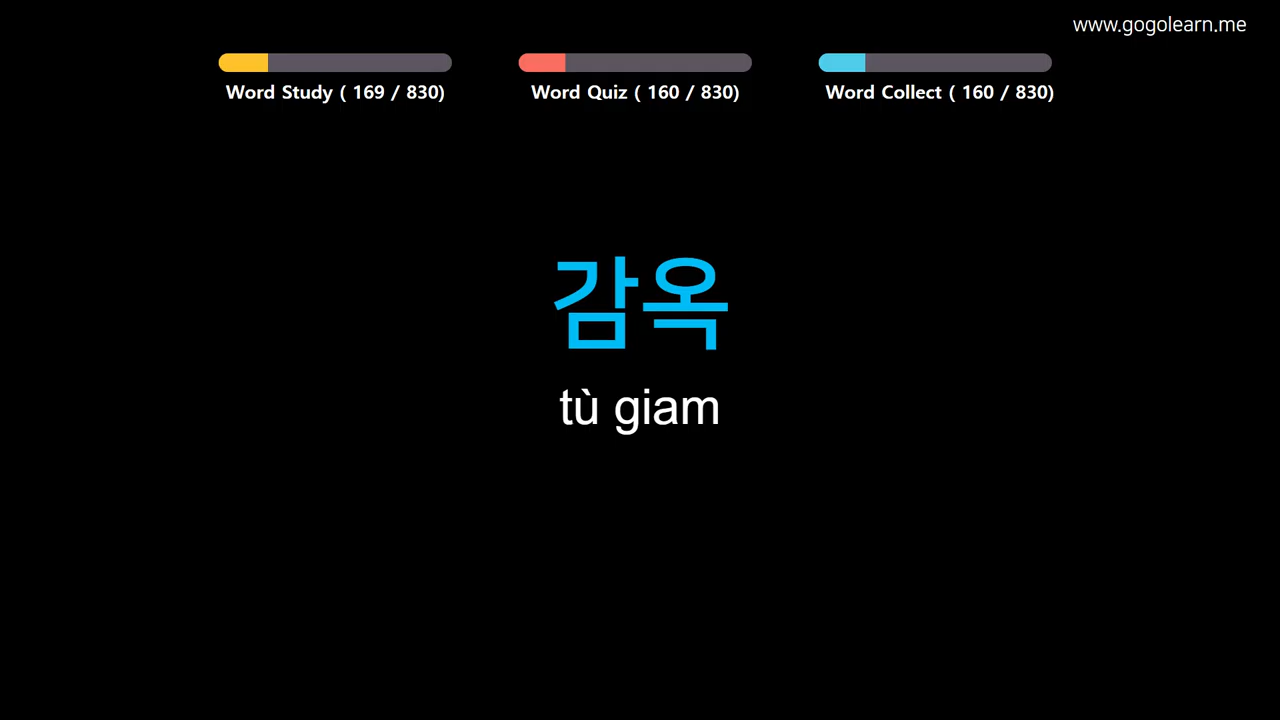 www.gogolearn.me
Word Study ( 169 / 830)
Word Quiz ( 160 / 830)
Word Collect ( 160 / 830)
감옥
tù giam